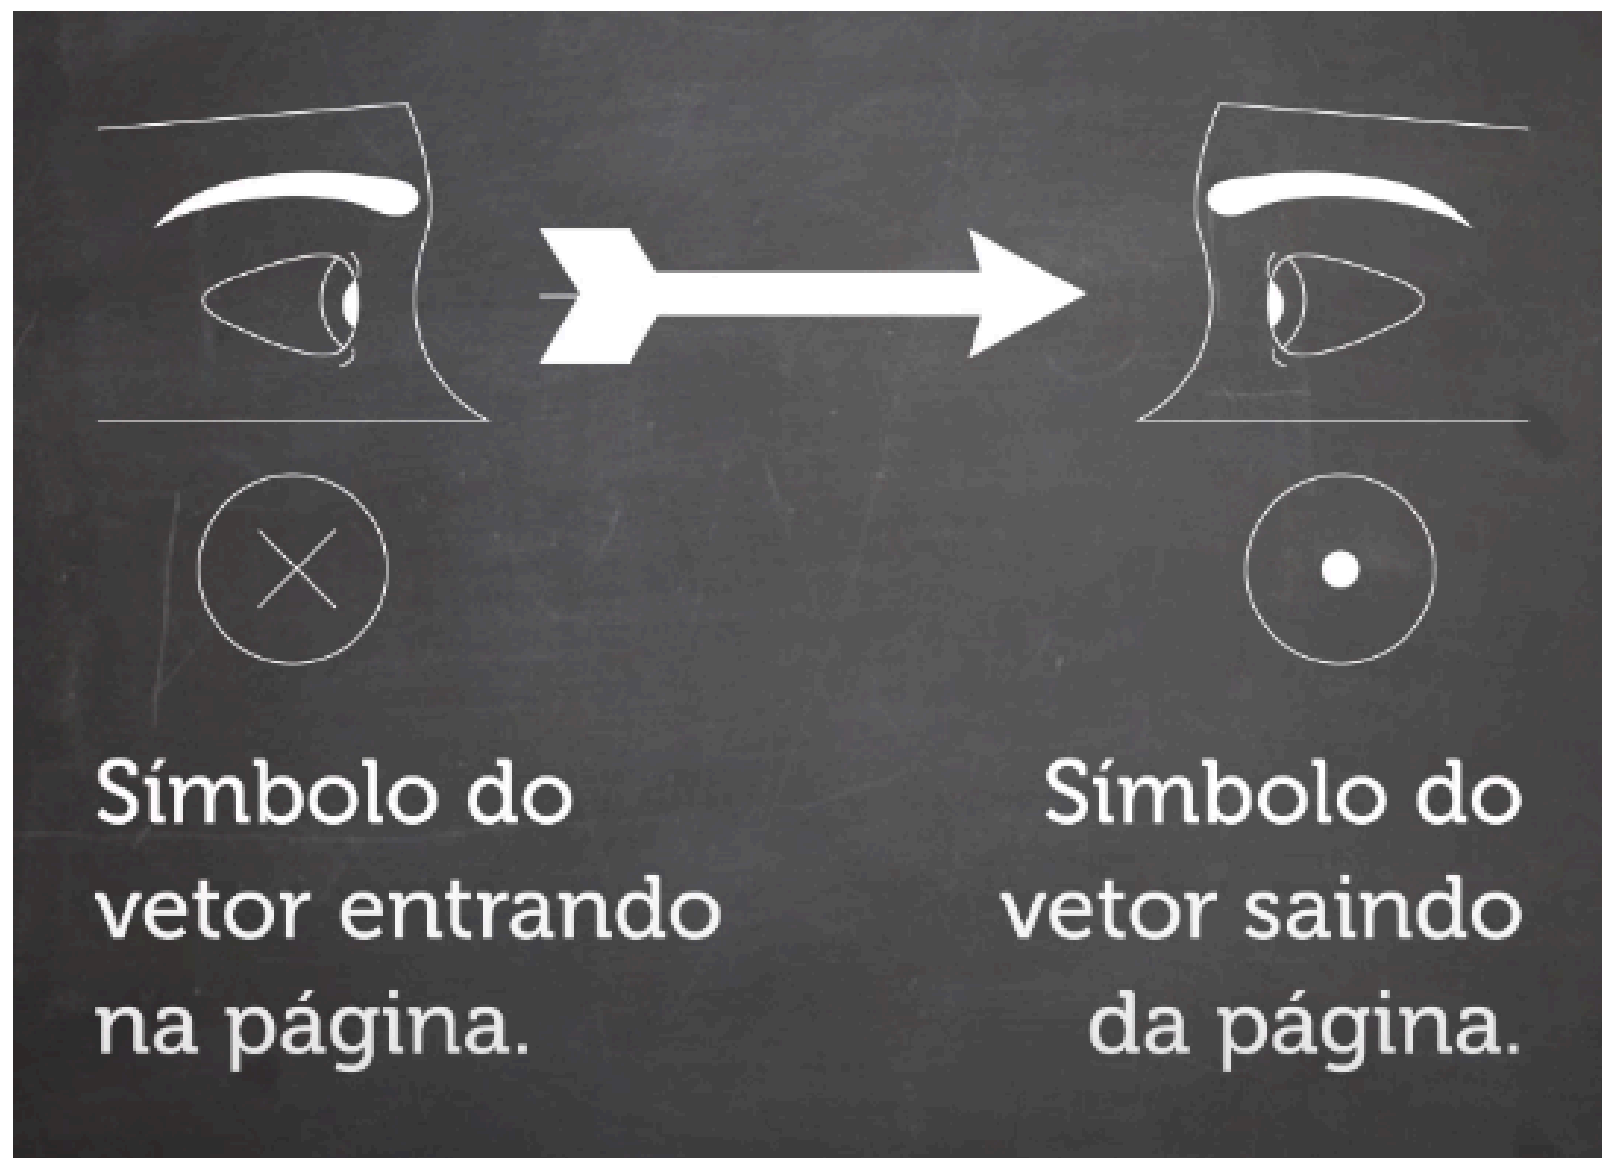 Símbolo do
vetor entrando
na página.
Símbolo do
vetor saindo
da página.